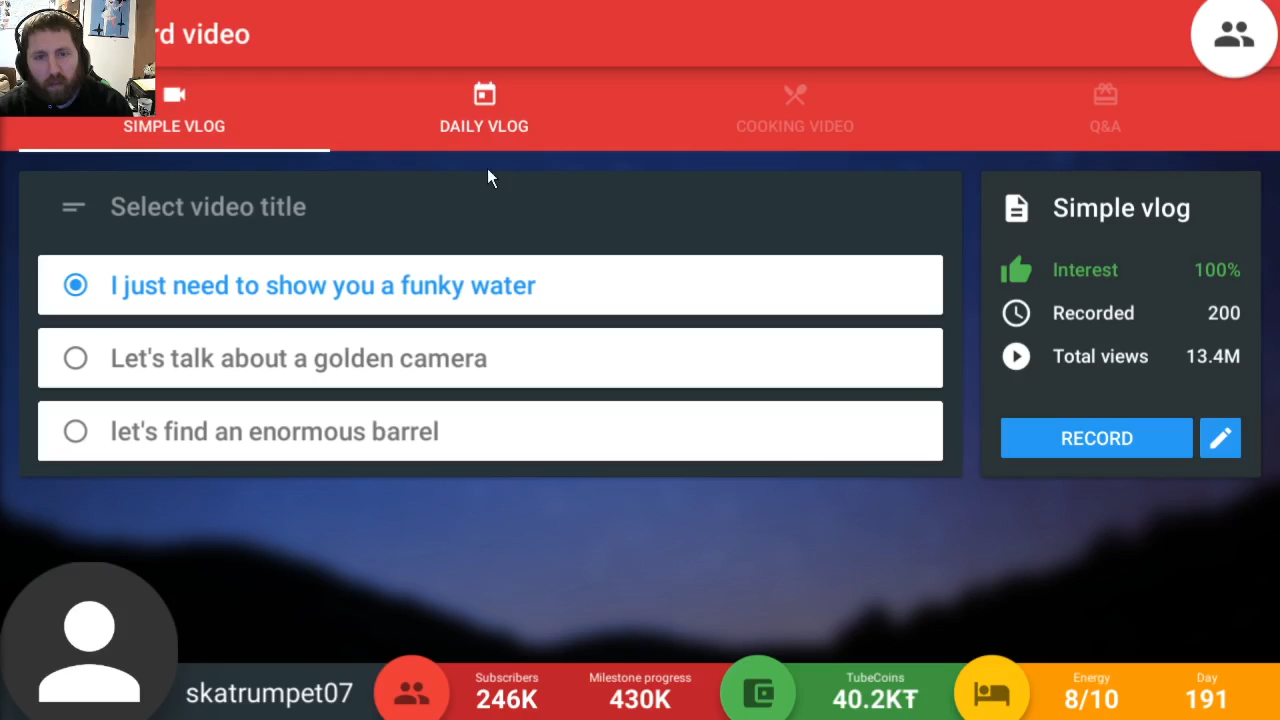 rd video
SIMPLE VLOG
DAILY VLOG
COOKING VIDEO
Q&A
Select video title
I just need to show you a funky water
Let's talk about a golden camera
let's find an enormous barrel
Simple vlog
Interest 100%
Recorded 200
Total views 13.4M
RECORD
skatrumpet07
Subscribers
246K
Milestone progress
430K
TubeCoins
40.2KŦ
Energy
8/10
Day
191